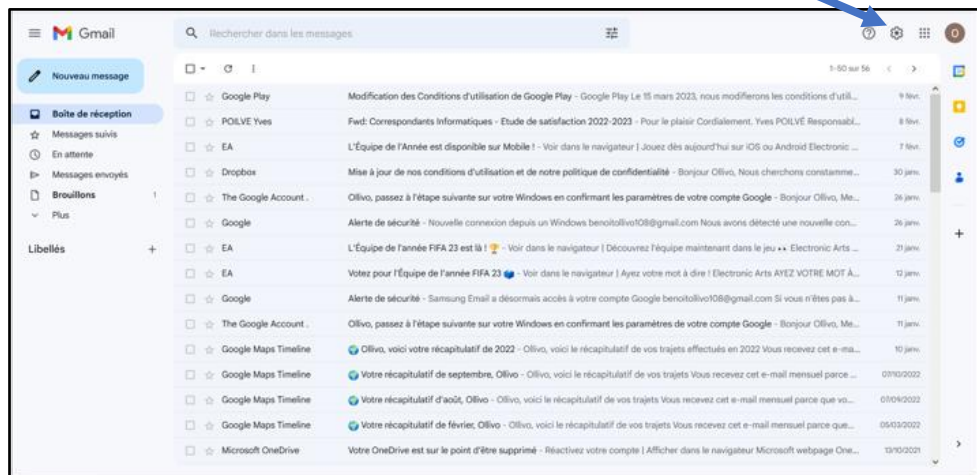 Gmail
Rechercher dans les messages
Nouveau message
1–50 sur 56
Boîte de réception
Messages suivis
En attente
Messages envoyés
Brouillons 1
Plus
Libellés +
Google Play Modification des Conditions d'utilisation de Google Play - Google Play Le 15 mars 2023, nous modifierons les conditions d'util... 9 févr.
POILVE Yves Fwd: Correspondants Informatiques - Etude de satisfaction 2022-2023 - Pour le plaisir Cordialement. Yves POILVÉ Responsabl... 8 févr.
EA L'Équipe de l'Année est disponible sur Mobile ! - Voir dans le navigateur | Jouez dès aujourd'hui sur iOS ou Android Electronic ... 7 févr.
Dropbox Mise à jour de nos conditions d'utilisation et de notre politique de confidentialité - Bonjour Ollivo, Nous cherchons constamme... 30 janv.
The Google Account . Ollivo, passez à l'étape suivante sur votre Windows en confirmant les paramètres de votre compte Google - Bonjour Ollivo, Me... 26 janv.
Google Alerte de sécurité - Nouvelle connexion depuis un Windows benoitollivo108@gmail.com Nous avons détecté une nouvelle con... 26 janv.
EA L'Équipe de l'année FIFA 23 est là ! 🏆 - Voir dans le navigateur | Découvrez l'équipe maintenant dans le jeu •• Electronic Arts ... 21 janv.
EA Votez pour l'Équipe de l'année FIFA 23 🗳 - Voir dans le navigateur | Ayez votre mot à dire ! Electronic Arts AYEZ VOTRE MOT À... 12 janv.
Google Alerte de sécurité - Samsung Email a désormais accès à votre compte Google benoitollivo108@gmail.com Si vous n'êtes pas à... 11 janv.
The Google Account . Ollivo, passez à l'étape suivante sur votre Windows en confirmant les paramètres de votre compte Google - Bonjour Ollivo, Me... 11 janv.
Google Maps Timeline 🌍 Ollivo, voici votre récapitulatif de 2022 - Ollivo, voici le récapitulatif de vos trajets effectués en 2022 Vous recevez cet e-ma... 10 janv.
Google Maps Timeline 🌍 Votre récapitulatif de septembre, Ollivo - Ollivo, voici le récapitulatif de vos trajets Vous recevez cet e-mail mensuel parce ... 07/10/2022
Google Maps Timeline 🌍 Votre récapitulatif d'août, Ollivo - Ollivo, voici le récapitulatif de vos trajets Vous recevez cet e-mail mensuel parce que vo... 07/09/2022
Google Maps Timeline 🌍 Votre récapitulatif de février, Ollivo - Ollivo, voici le récapitulatif de vos trajets Vous recevez cet e-mail mensuel parce que... 05/03/2022
Microsoft OneDrive Votre OneDrive est sur le point d'être supprimé - Réactivez votre compte | Afficher dans le navigateur Microsoft webpage One... 13/10/2021